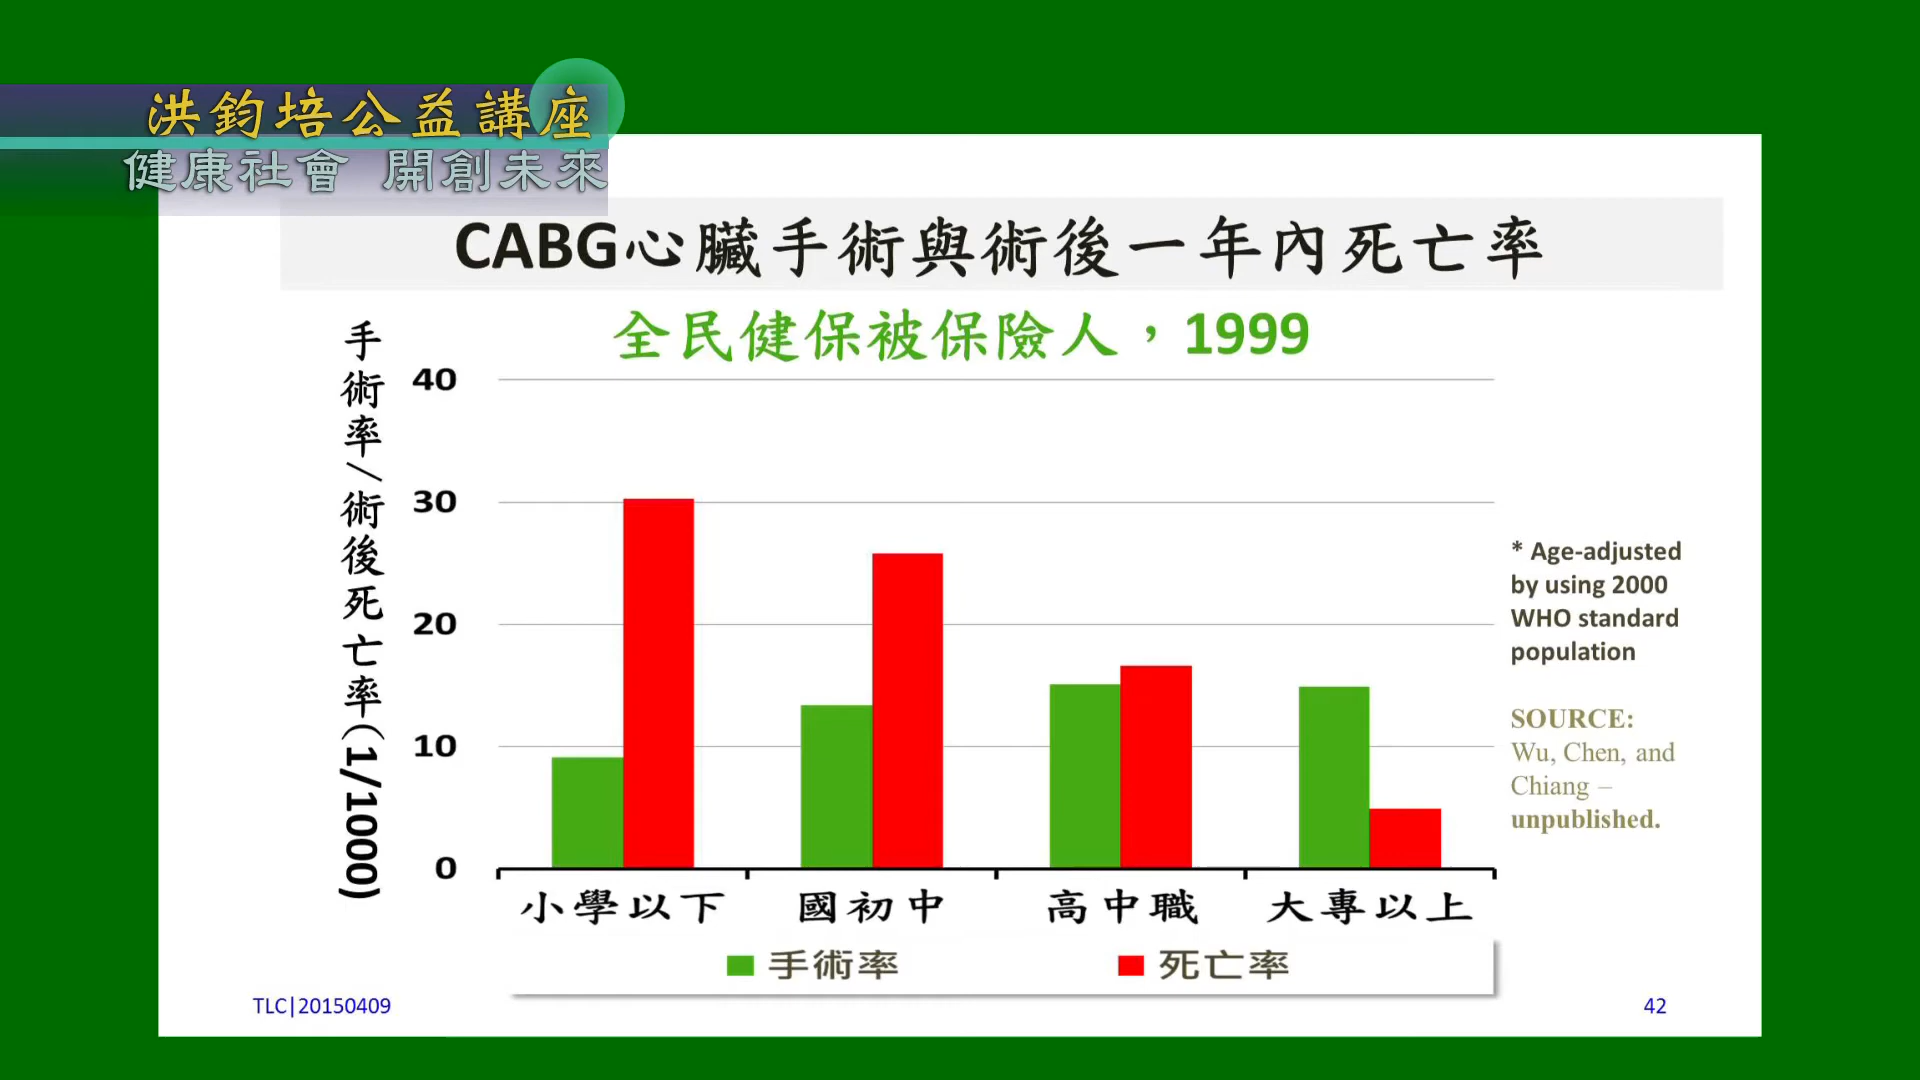 洪鈞培公益講座
健康社會 開創未來
CABG心臟手術與術後一年內死亡率
全民健保被保險人，1999
手術率/術後死亡率(1/1000)
40
30
20
10
0
小學以下
國初中
高中職
大專以上
手術率
死亡率
* Age-adjusted
by using 2000
WHO standard
population
SOURCE:
Wu, Chen, and
Chiang –
unpublished.
TLC|20150409
42